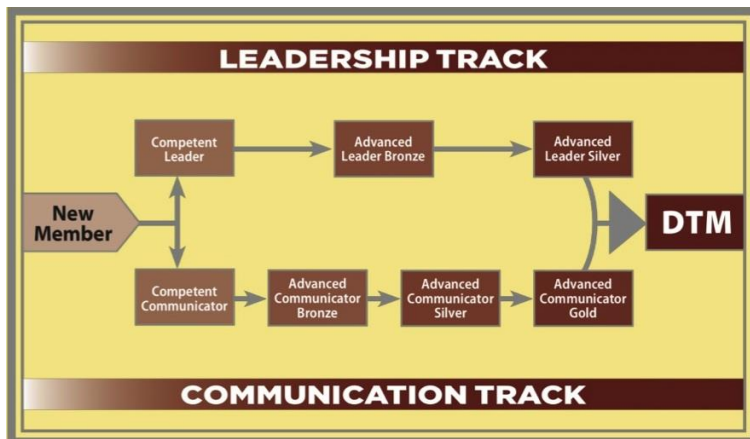 LEADERSHIP TRACK
Competent
Leader
Advanced
Leader Bronze
Advanced
Leader Silver
New
Member
DTM
Competent
Communicator
Advanced
Communicator
Bronze
Advanced
Communicator
Silver
Advanced
Communicator
Gold
COMMUNICATION TRACK